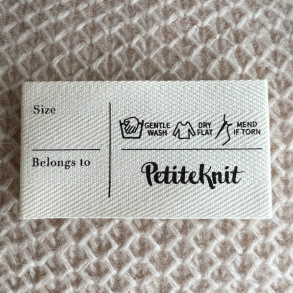 Size
GENTLE
WASH
DRY
FLAT
MEND
IF TORN
Belongs to
PetiteKnit